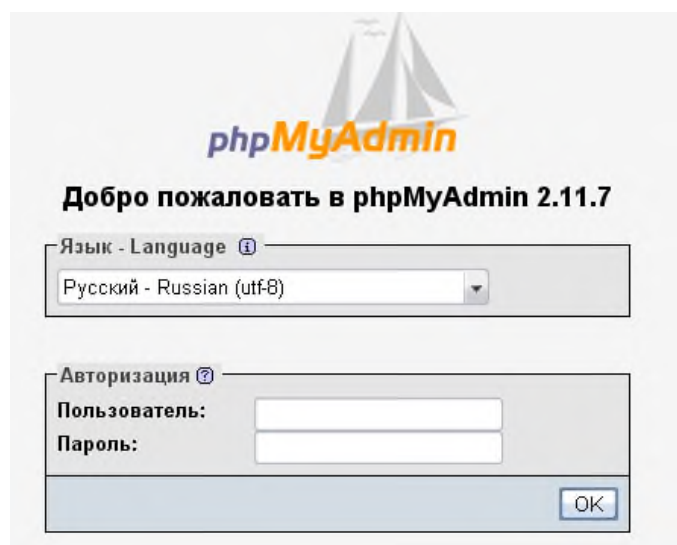 phpMyAdmin
Добро пожаловать в phpMyAdmin 2.11.7
Язык - Language
Русский - Russian (utf-8)
Авторизация
Пользователь:
Пароль:
OK